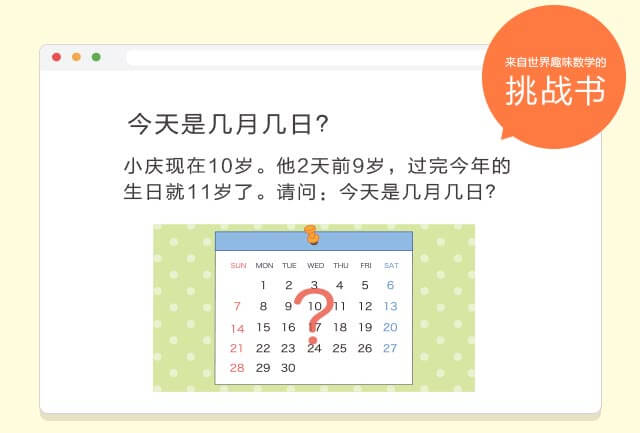 来自世界趣味数学的
挑战书
今天是几月几日?
小庆现在10岁。他2天前9岁，过完今年的
生日就11岁了。请问：今天是几月几日?
SUN MON TUE WED THU FRI SAT
1 2 3 4 5 6
7 8 9 10 11 12 13
14 15 16 17 18 19 20
21 22 23 24 25 26 27
28 29 30
?